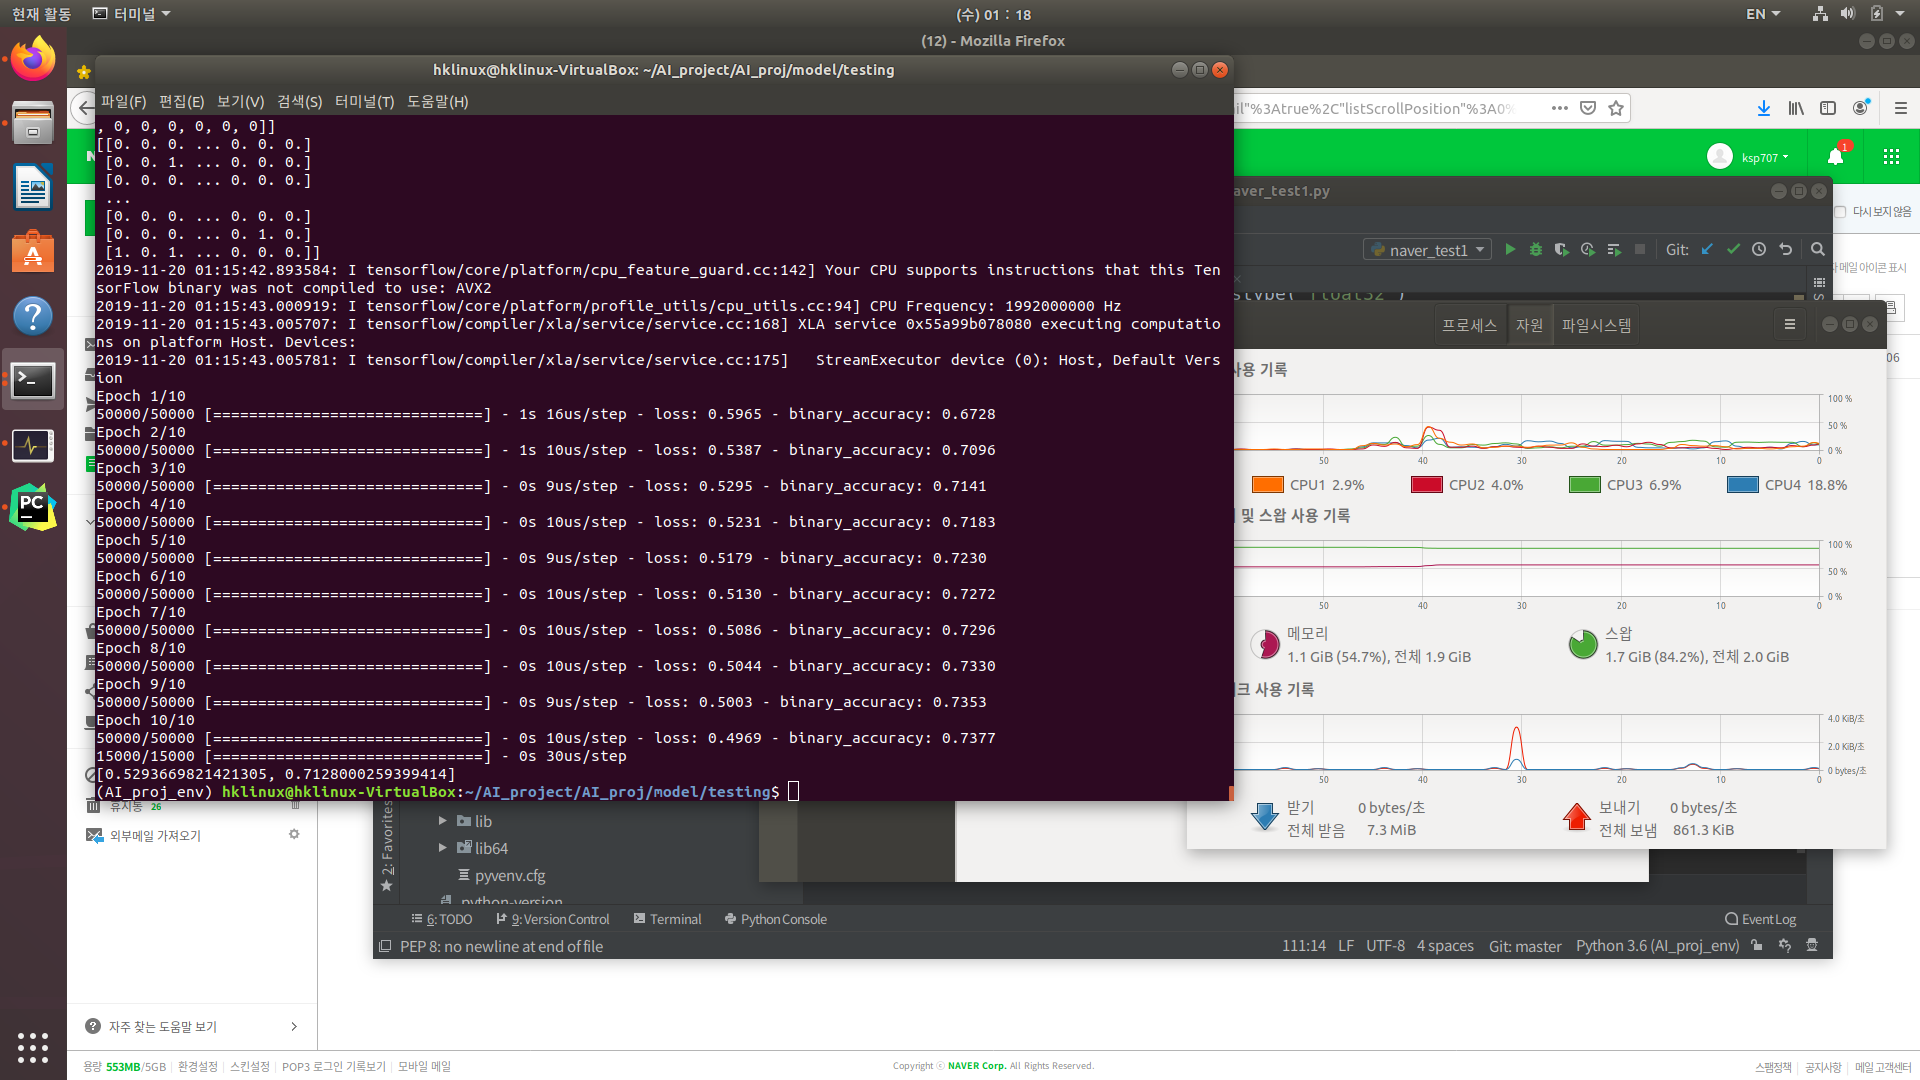 현재 활동
터미널
(수) 01 : 18
EN
(12) - Mozilla Firefox
hklinux@hklinux-VirtualBox: ~/AI_project/AI_proj/model/testing
파일(F) 편집(E) 보기(V) 검색(S) 터미널(T) 도움말(H)
, 0, 0, 0, 0, 0, 0]]
[[0. 0. 0. ... 0. 0. 0.]
[0. 0. 1. ... 0. 0. 0.]
[0. 0. 0. ... 0. 0. 0.]
...
[0. 0. 0. ... 0. 0. 0.]
[0. 0. 0. ... 0. 1. 0.]
[1. 0. 1. ... 0. 0. 0.]]
2019-11-20 01:15:42.893584: I tensorflow/core/platform/cpu_feature_guard.cc:142] Your CPU supports instructions that this Ten
sorFlow binary was not compiled to use: AVX2
2019-11-20 01:15:43.000919: I tensorflow/core/platform/profile_utils/cpu_utils.cc:94] CPU Frequency: 1992000000 Hz
2019-11-20 01:15:43.005707: I tensorflow/compiler/xla/service/service.cc:168] XLA service 0x55a99b078080 executing computatio
ns on platform Host. Devices:
2019-11-20 01:15:43.005781: I tensorflow/compiler/xla/service/service.cc:175]   StreamExecutor device (0): Host, Default Vers
ion
Epoch 1/10
50000/50000 [==============================] - 1s 16us/step - loss: 0.5965 - binary_accuracy: 0.6728
Epoch 2/10
50000/50000 [==============================] - 1s 10us/step - loss: 0.5387 - binary_accuracy: 0.7096
Epoch 3/10
50000/50000 [==============================] - 0s 9us/step - loss: 0.5295 - binary_accuracy: 0.7141
Epoch 4/10
50000/50000 [==============================] - 0s 10us/step - loss: 0.5231 - binary_accuracy: 0.7183
Epoch 5/10
50000/50000 [==============================] - 0s 9us/step - loss: 0.5179 - binary_accuracy: 0.7230
Epoch 6/10
50000/50000 [==============================] - 0s 10us/step - loss: 0.5130 - binary_accuracy: 0.7272
Epoch 7/10
50000/50000 [==============================] - 0s 10us/step - loss: 0.5086 - binary_accuracy: 0.7296
Epoch 8/10
50000/50000 [==============================] - 0s 10us/step - loss: 0.5044 - binary_accuracy: 0.7330
Epoch 9/10
50000/50000 [==============================] - 0s 9us/step - loss: 0.5003 - binary_accuracy: 0.7353
Epoch 10/10
50000/50000 [==============================] - 0s 10us/step - loss: 0.4969 - binary_accuracy: 0.7377
15000/15000 [==============================] - 0s 30us/step
[0.5293669821421305, 0.7128000259399414]
(AI_proj_env) hklinux@hklinux-VirtualBox:~/AI_project/AI_proj/model/testing$
il"%3Atrue%2C"listScrollPosition"%3A0%
N
ksp707
1
aver_test1.py
다시 보지 않음
naver_test1
Git:
메일 아이콘 표시
stype( float32 )
프로세스 자원 파일시스템
06
사용 기록
100 %
50 %
0 %
50 40 30 20 10 0
CPU1 2.9% CPU2 4.0% CPU3 6.9% CPU4 18.8%
및 스왑 사용 기록
100 %
50 %
0 %
50 40 30 20 10 0
메모리
1.1 GiB (54.7%), 전체 1.9 GiB
스왑
1.7 GiB (84.2%), 전체 2.0 GiB
크 사용 기록
4.0 KiB/초
2.0 KiB/초
0 bytes/초
50 40 30 20 10 0
받기 0 bytes/초
전체 받음 7.3 MiB
보내기 0 bytes/초
전체 보냄 861.3 KiB
휴지통 26
외부메일 가져오기
2: Favorites
lib
lib64
pyvenv.cfg
python-version
6: TODO 9: Version Control Terminal Python Console Event Log
PEP 8: no newline at end of file
111:14 LF UTF-8 4 spaces Git: master Python 3.6 (AI_proj_env)
PC
자주 찾는 도움말 보기
용량 553MB/5GB 환경설정 스킨설정 POP3 로그인 기록보기 모바일 메일
Copyright ⓒ NAVER Corp. All Rights Reserved.
스팸정책 공지사항 메일 고객센터